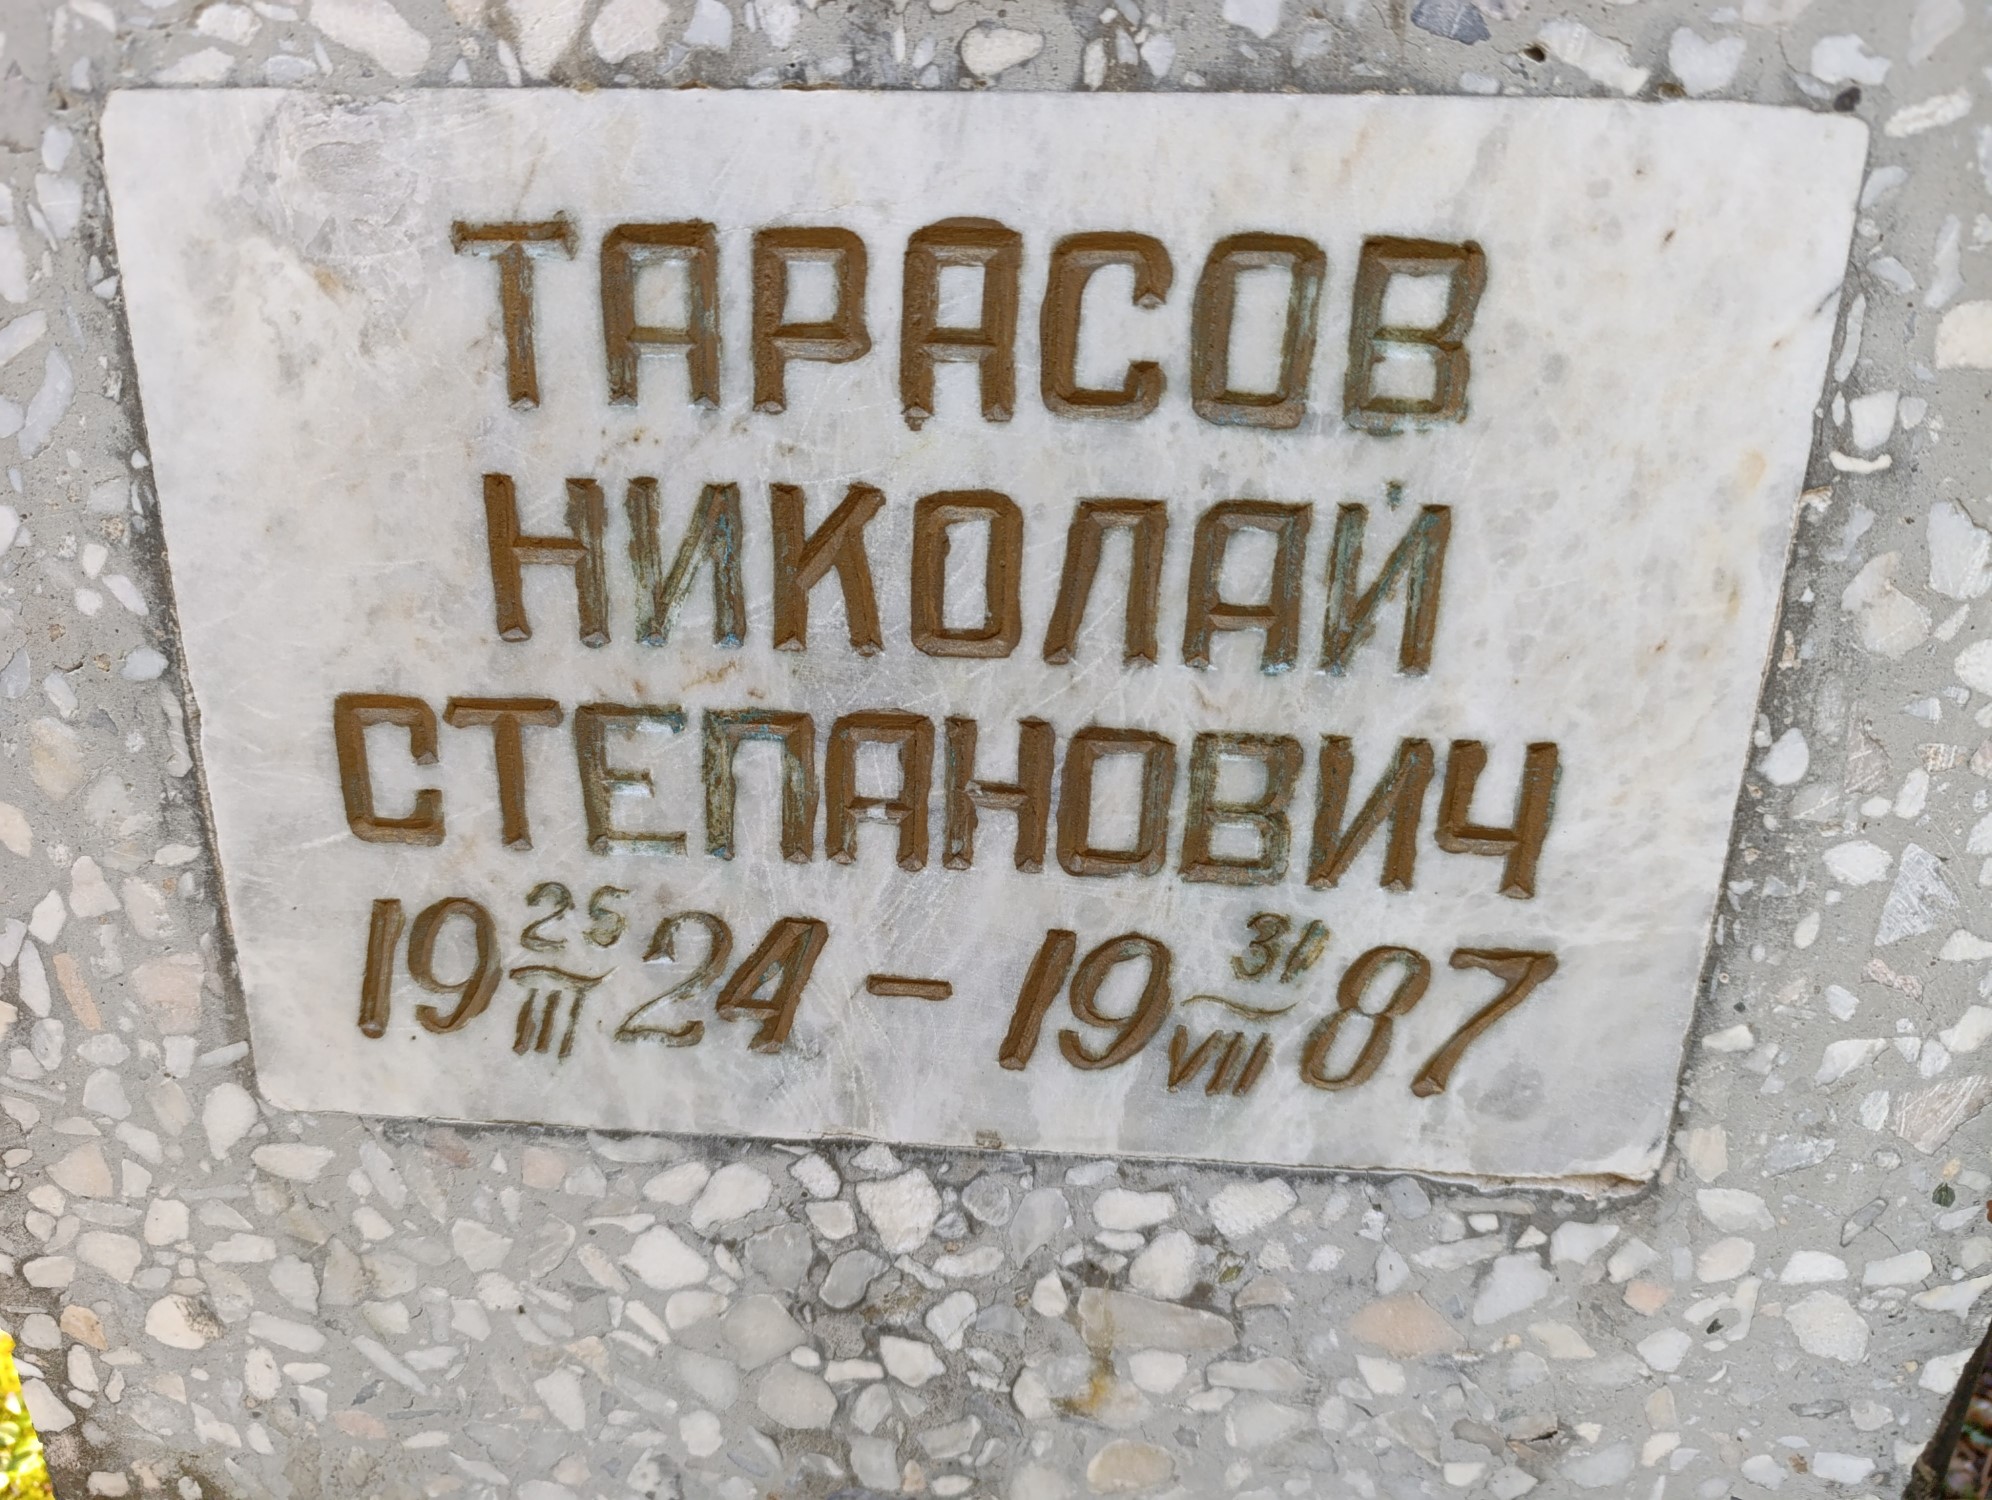 ТАРАСОВ
НИКОЛАЙ
СТЕПАНОВИЧ
19 25/III 24 – 19 31/VII 87